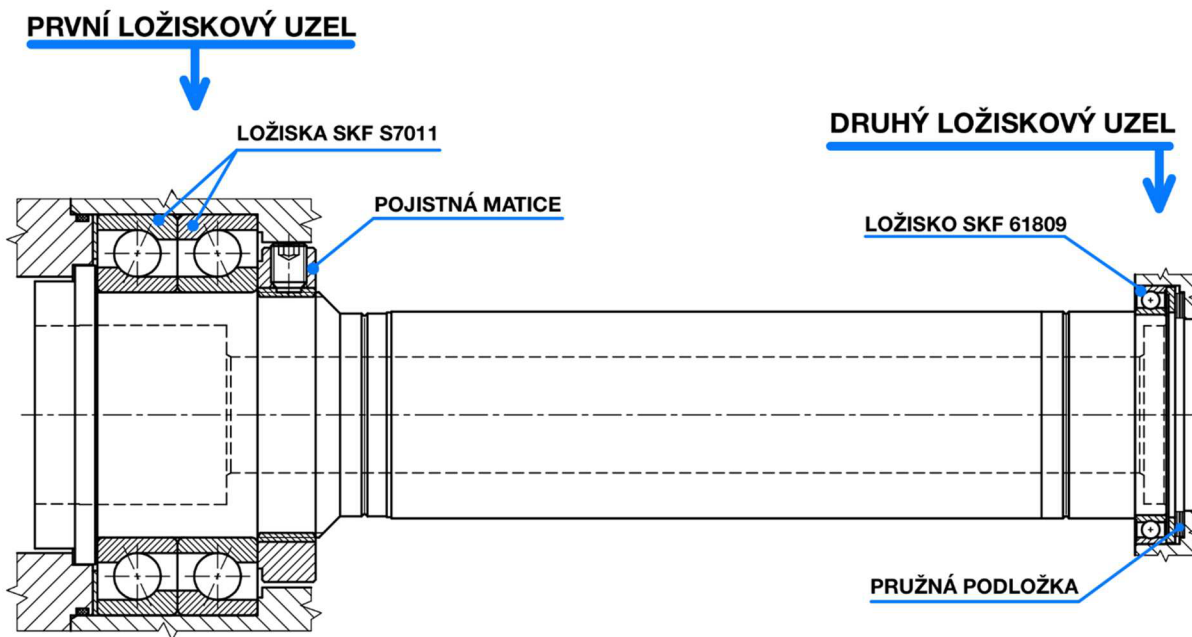 PRVNÍ LOŽISKOVÝ UZEL
LOŽISKA SKF S7011
POJISTNÁ MATICE
DRUHÝ LOŽISKOVÝ UZEL
LOŽISKO SKF 61809
PRUŽNÁ PODLOŽKA